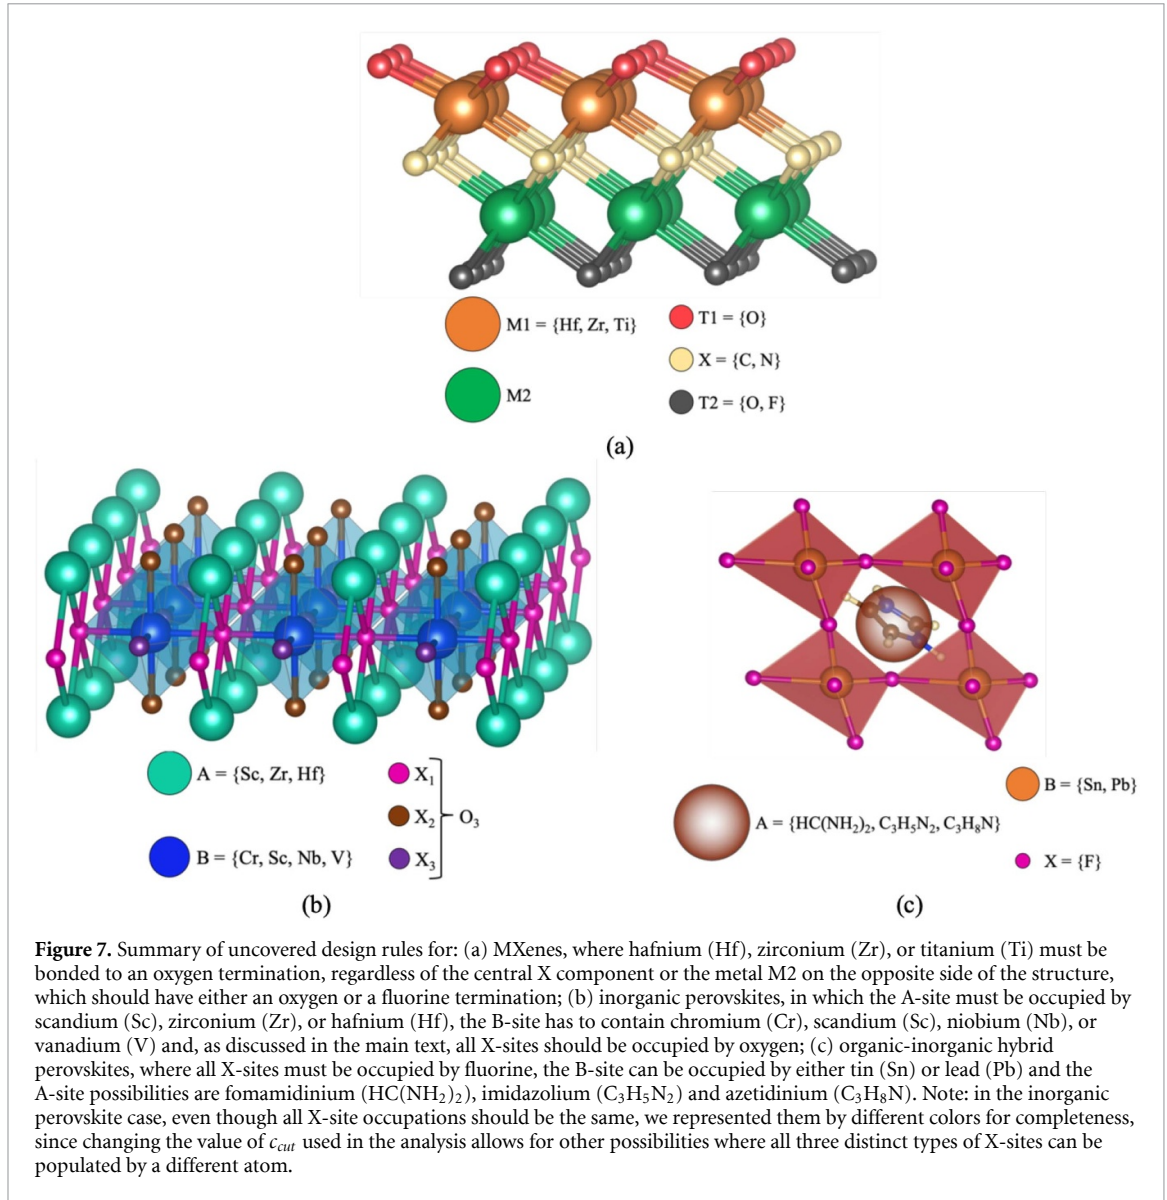 M1 = {Hf, Zr, Ti}
T1 = {O}
X = {C, N}
M2
T2 = {O, F}
(a)
A = {Sc, Zr, Hf}
X₁
X₂
O₃
B = {Cr, Sc, Nb, V}
X₃
(b)
B = {Sn, Pb}
A = {HC(NH₂)₂, C₃H₅N₂, C₃H₈N}
X = {F}
(c)
Figure 7. Summary of uncovered design rules for: (a) MXenes, where hafnium (Hf), zirconium (Zr), or titanium (Ti) must be
bonded to an oxygen termination, regardless of the central X component or the metal M2 on the opposite side of the structure,
which should have either an oxygen or a fluorine termination; (b) inorganic perovskites, in which the A-site must be occupied by
scandium (Sc), zirconium (Zr), or hafnium (Hf), the B-site has to contain chromium (Cr), scandium (Sc), niobium (Nb), or
vanadium (V) and, as discussed in the main text, all X-sites should be occupied by oxygen; (c) organic-inorganic hybrid
perovskites, where all X-sites must be occupied by fluorine, the B-site can be occupied by either tin (Sn) or lead (Pb) and the
A-site possibilities are fomamidinium (HC(NH₂)₂), imidazolium (C₃H₅N₂) and azetidinium (C₃H₈N). Note: in the inorganic
perovskite case, even though all X-site occupations should be the same, we represented them by different colors for completeness,
since changing the value of c_cut used in the analysis allows for other possibilities where all three distinct types of X-sites can be
populated by a different atom.